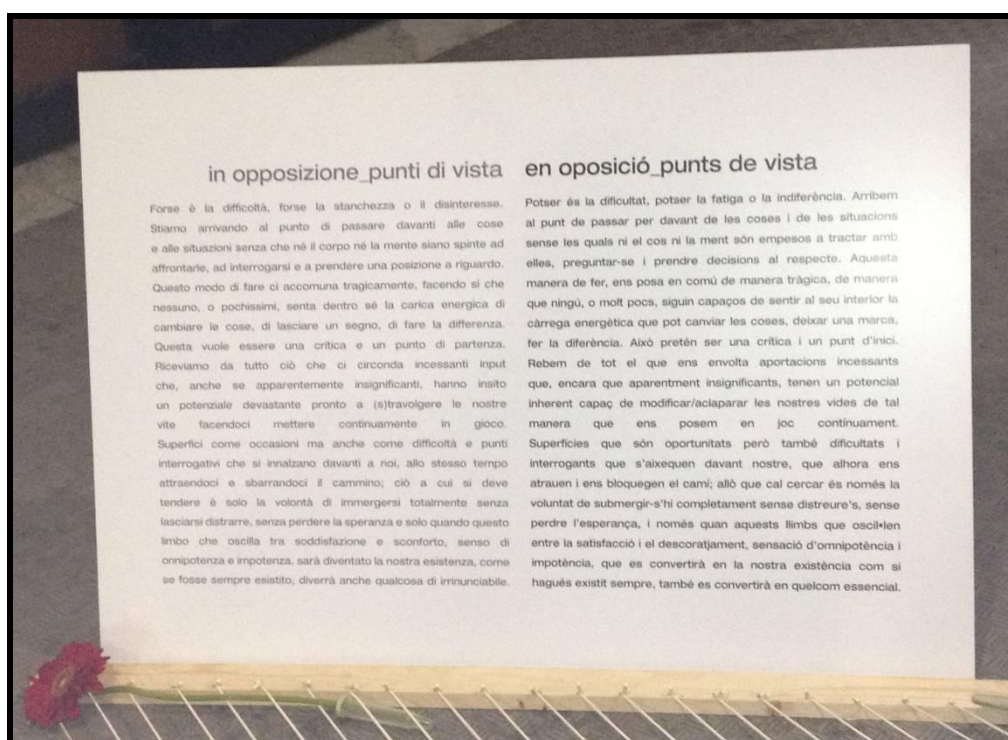 in opposizione_punti di vista
Forse è la difficoltà, forse la stanchezza o il disinteresse.
Stiamo arrivando al punto di passare davanti alle cose
e alle situazioni senza che né il corpo né la mente siano spinte ad
affrontarle, ad interrogarsi e a prendere una posizione a riguardo.
Questo modo di fare ci accomuna tragicamente, facendo sì che
nessuno, o pochissimi, senta dentro sé la carica energica di
cambiare le cose, di lasciare un segno, di fare la differenza.
Questa vuole essere una critica e un punto di partenza.
Riceviamo da tutto ciò che ci circonda incessanti input
che, anche se apparentemente insignificanti, hanno insito
un potenziale devastante pronto a (s)travolgere le nostre
vite facendoci mettere continuamente in gioco.
Superfici come occasioni ma anche come difficoltà e punti
interrogativi che si innalzano davanti a noi, allo stesso tempo
attraendoci e sbarrandoci il cammino; ciò a cui si deve
tendere è solo la volontà di immergersi totalmente senza
lasciarsi distrarre, senza perdere la speranza e solo quando questo
limbo che oscilla tra soddisfazione e sconforto, senso di
onnipotenza e impotenza, sarà diventato la nostra esistenza, come
se fosse sempre esistito, diverrà anche qualcosa di irrinunciabile.
en oposició_punts de vista
Potser és la dificultat, potser la fatiga o la indiferència. Arribem
al punt de passar per davant de les coses i de les situacions
sense les quals ni el cos ni la ment són empesos a tractar amb
elles, preguntar-se i prendre decisions al respecte. Aquesta
manera de fer, ens posa en comú de manera tràgica, de manera
que ningú, o molt pocs, siguin capaços de sentir al seu interior la
càrrega energètica que pot canviar les coses, deixar una marca,
fer la diferència. Això pretén ser una crítica i un punt d'inici.
Rebem de tot el que ens envolta aportacions incessants
que, encara que aparentment insignificants, tenen un potencial
inherent capaç de modificar/aclaparar les nostres vides de tal
manera que ens posem en joc contínuament.
Superfícies que són oportunitats però també dificultats i
interrogants que s'aixequen davant nostre, que alhora ens
atrauen i ens bloquegen el camí; allò que cal cercar és només la
voluntat de submergir-s'hi completament sense distreure's, sense
perdre l'esperança, i només quan aquests llimbs que oscil•len
entre la satisfacció i el descoratjament, sensació d'omnipotència i
impotència, que es convertirà en la nostra existència com si
hagués existit sempre, també es convertirà en quelcom essencial.